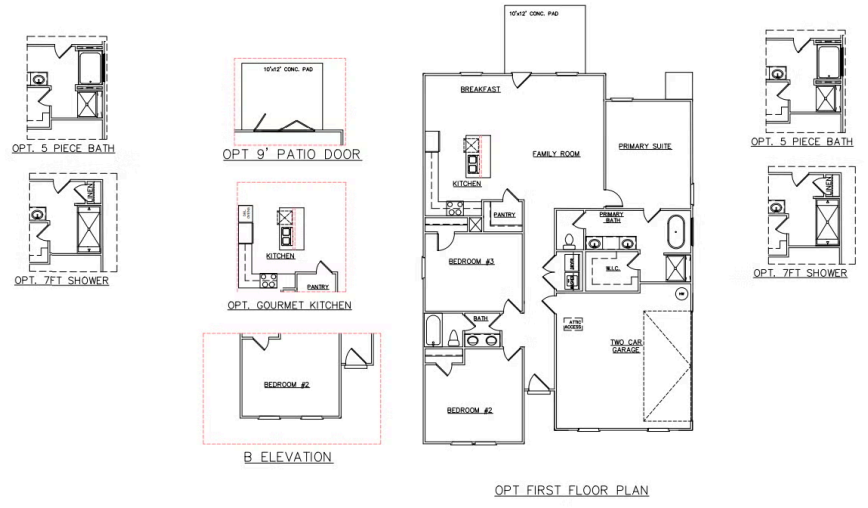 OPT. 5 PIECE BATH
LINEN
OPT. 7FT SHOWER
10'x12' CONC. PAD
OPT 9' PATIO DOOR
KITCHEN
PANTRY
OPT. GOURMET KITCHEN
BEDROOM #2
B ELEVATION
10'x12' CONC. PAD
BREAKFAST
FAMILY ROOM
PRIMARY SUITE
KITCHEN
PANTRY
PRIMARY
BATH
BEDROOM #3
W.I.C.
BATH
ATTIC
ACCESS
TWO CAR
GARAGE
BEDROOM #2
OPT FIRST FLOOR PLAN
OPT. 5 PIECE BATH
LINEN
OPT. 7FT SHOWER